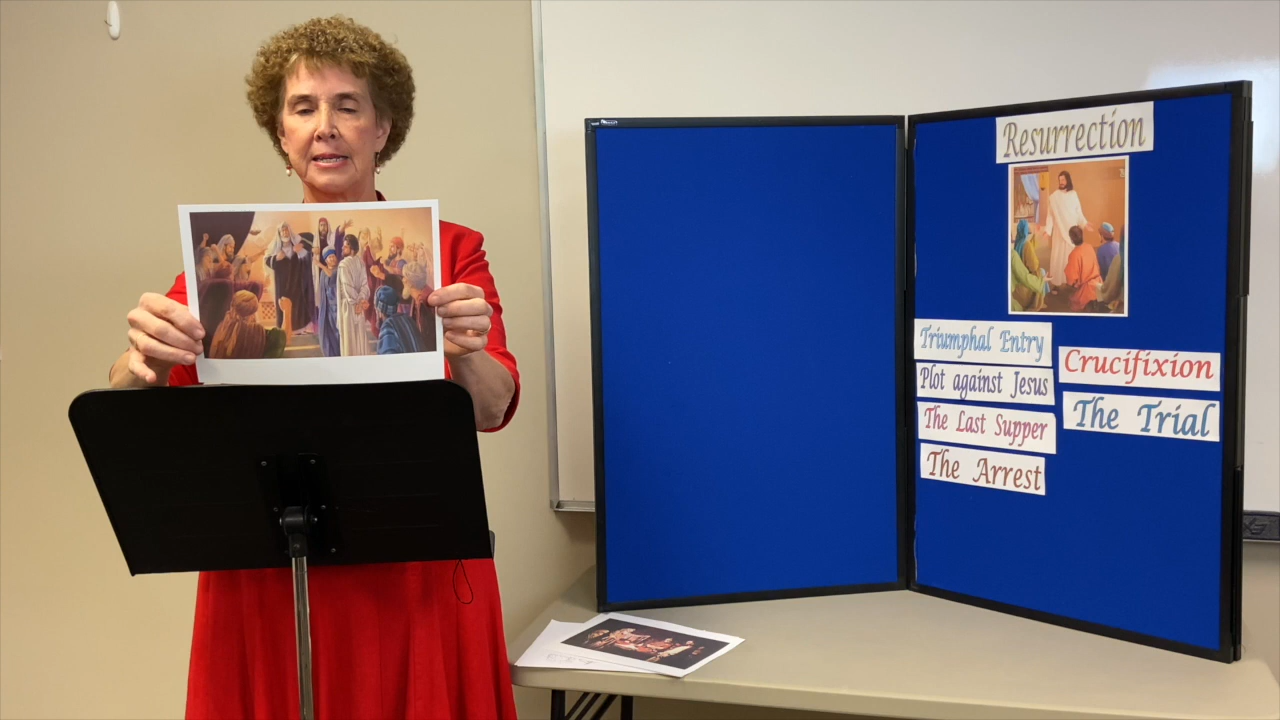 Resurrection
Triumphal Entry
Plot against Jesus
The Last Supper
The Arrest
Crucifixion
The Trial